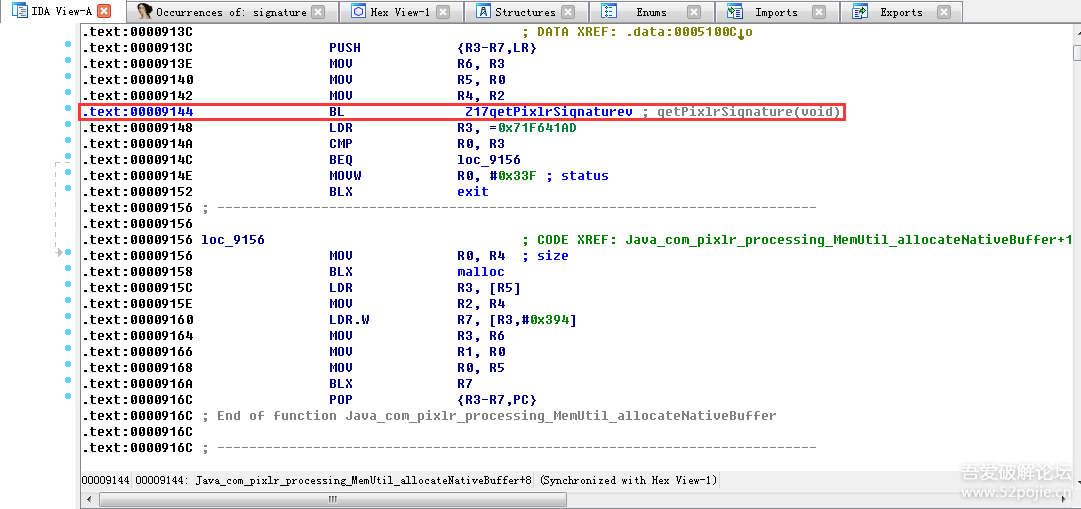 IDA View-A Occurrences of: signature Hex View-1 Structures Enums Imports Exports
.text:0000913C ; DATA XREF: .data:0005100C↓o
.text:0000913C PUSH {R3-R7,LR}
.text:0000913E MOV R6, R3
.text:00009140 MOV R5, R0
.text:00009142 MOV R4, R2
.text:00009144 BL _Z17getPixlrSignaturev ; getPixlrSignature(void)
.text:00009148 LDR R3, =0x71F641AD
.text:0000914A CMP R0, R3
.text:0000914C BEQ loc_9156
.text:0000914E MOVW R0, #0x33F ; status
.text:00009152 BLX exit
.text:00009156 ; ---------------------------------------------------------------------------
.text:00009156
.text:00009156 loc_9156 ; CODE XREF: Java_com_pixlr_processing_MemUtil_allocateNativeBuffer+1
.text:00009156 MOV R0, R4 ; size
.text:00009158 BLX malloc
.text:0000915C LDR R3, [R5]
.text:0000915E MOV R2, R4
.text:00009160 LDR.W R7, [R3,#0x394]
.text:00009164 MOV R3, R6
.text:00009166 MOV R1, R0
.text:00009168 MOV R0, R5
.text:0000916A BLX R7
.text:0000916C POP {R3-R7,PC}
.text:0000916C ; End of function Java_com_pixlr_processing_MemUtil_allocateNativeBuffer
.text:0000916C
.text:0000916C ; ---------------------------------------------------------------------------
00009144 00009144: Java_com_pixlr_processing_MemUtil_allocateNativeBuffer+8 (Synchronized with Hex View-1)
吾爱破解论坛
www.52pojie.cn